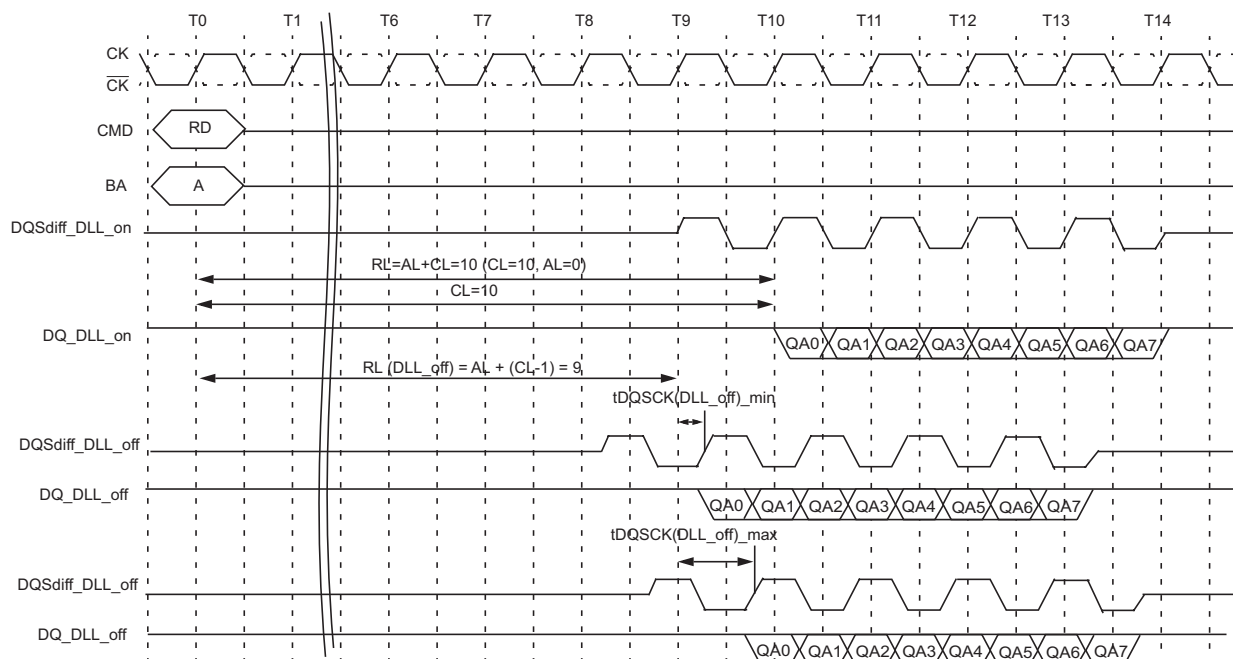 T0 T1 T6 T7 T8 T9 T10 T11 T12 T13 T14
CK
CK
CMD RD
BA A
DQSdiff_DLL_on
RL=AL+CL=10 (CL=10, AL=0)
CL=10
DQ_DLL_on
QA0 QA1 QA2 QA3 QA4 QA5 QA6 QA7
RL (DLL_off) = AL + (CL-1) = 9
tDQSCK(DLL_off)_min
DQSdiff_DLL_off
DQ_DLL_off
QA0 QA1 QA2 QA3 QA4 QA5 QA6 QA7
tDQSCK(DLL_off)_max
DQSdiff_DLL_off
DQ_DLL_off
QA0 QA1 QA2 QA3 QA4 QA5 QA6 QA7